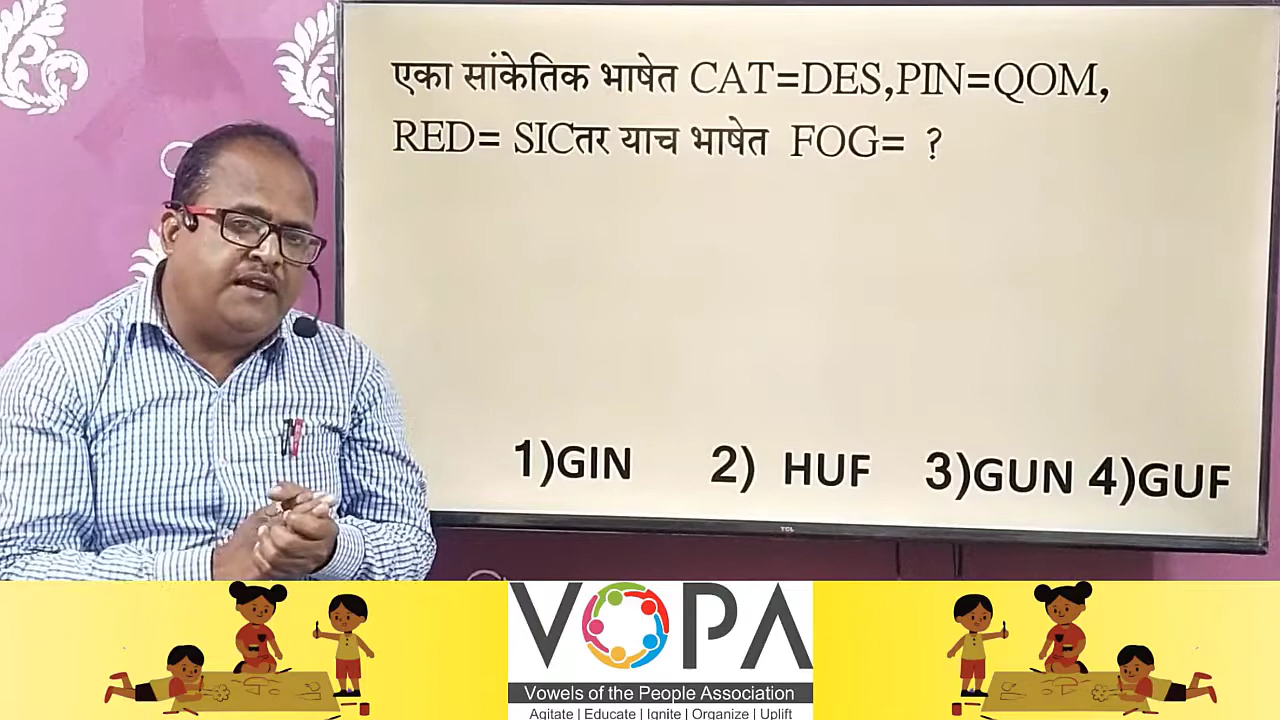 एका सांकेतिक भाषेत CAT=DES,PIN=QOM,
RED= SICतर याच भाषेत FOG= ?
1)GIN 2) HUF 3)GUN 4)GUF
TCL
VOPA
Vowels of the People Association
Agitate | Educate | Ignite | Organize | Uplift